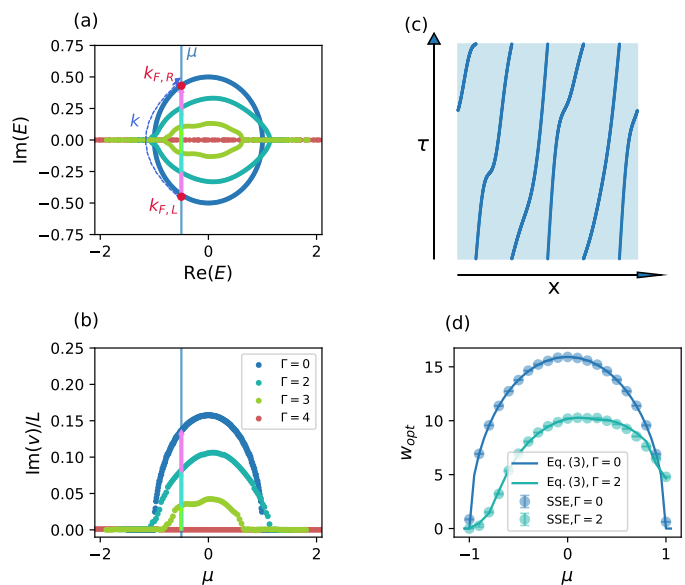 (a)
0.75
0.50
0.25
0.00
−0.25
−0.50
−0.75
Im(E)
μ
k_{F, R}
k
k_{F, L}
−2
0
2
Re(E)
(c)
τ
x
(b)
0.25
0.20
0.15
0.10
0.05
0.00
Im(v)/L
Γ = 0
Γ = 2
Γ = 3
Γ = 4
−2
0
2
μ
(d)
15
10
5
0
w_{opt}
Eq. (3), Γ = 0
Eq. (3), Γ = 2
SSE,Γ = 0
SSE,Γ = 2
−1
0
1
μ